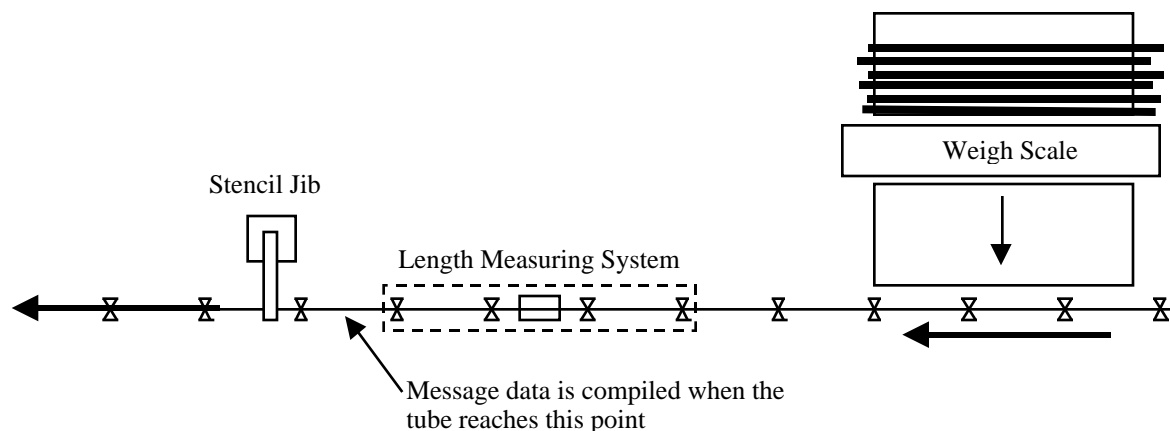 Weigh Scale
Stencil Jib
Length Measuring System
Message data is compiled when the
tube reaches this point